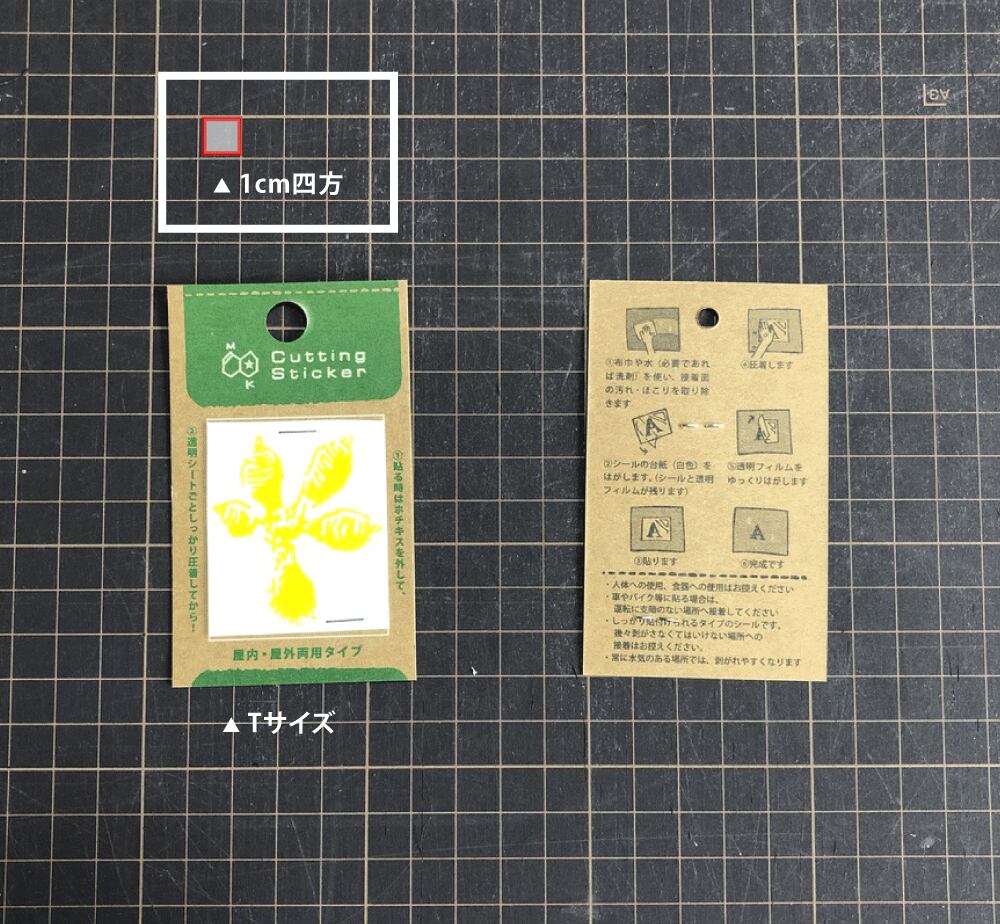 A3
▲ 1cm四方
M
K
Cutting
Sticker
①貼る時はホチキスを外して、
②透明シートごとしっかり圧着してから!
屋内・屋外両用タイプ
▲ Tサイズ
①布巾や水(必要であれ
ば洗剤)を使い、接着面
の汚れ・ほこりを取り除
きます
②シールの台紙(白色)を
はがします。(シールと透明
フィルムが残ります)
③貼ります
④圧着します
⑤透明フィルムを
ゆっくりはがします
⑥完成です
・人体への使用、食器への使用はお控えください
・車やバイク等に貼る場合は、
運転に支障のない場所へ接着してください
・しっかり貼付けられるタイプのシールです。
後々剥がさなくてはいけない場所への
接着はお控えください。
・常に水気のある場所では、剥がれやすくなります